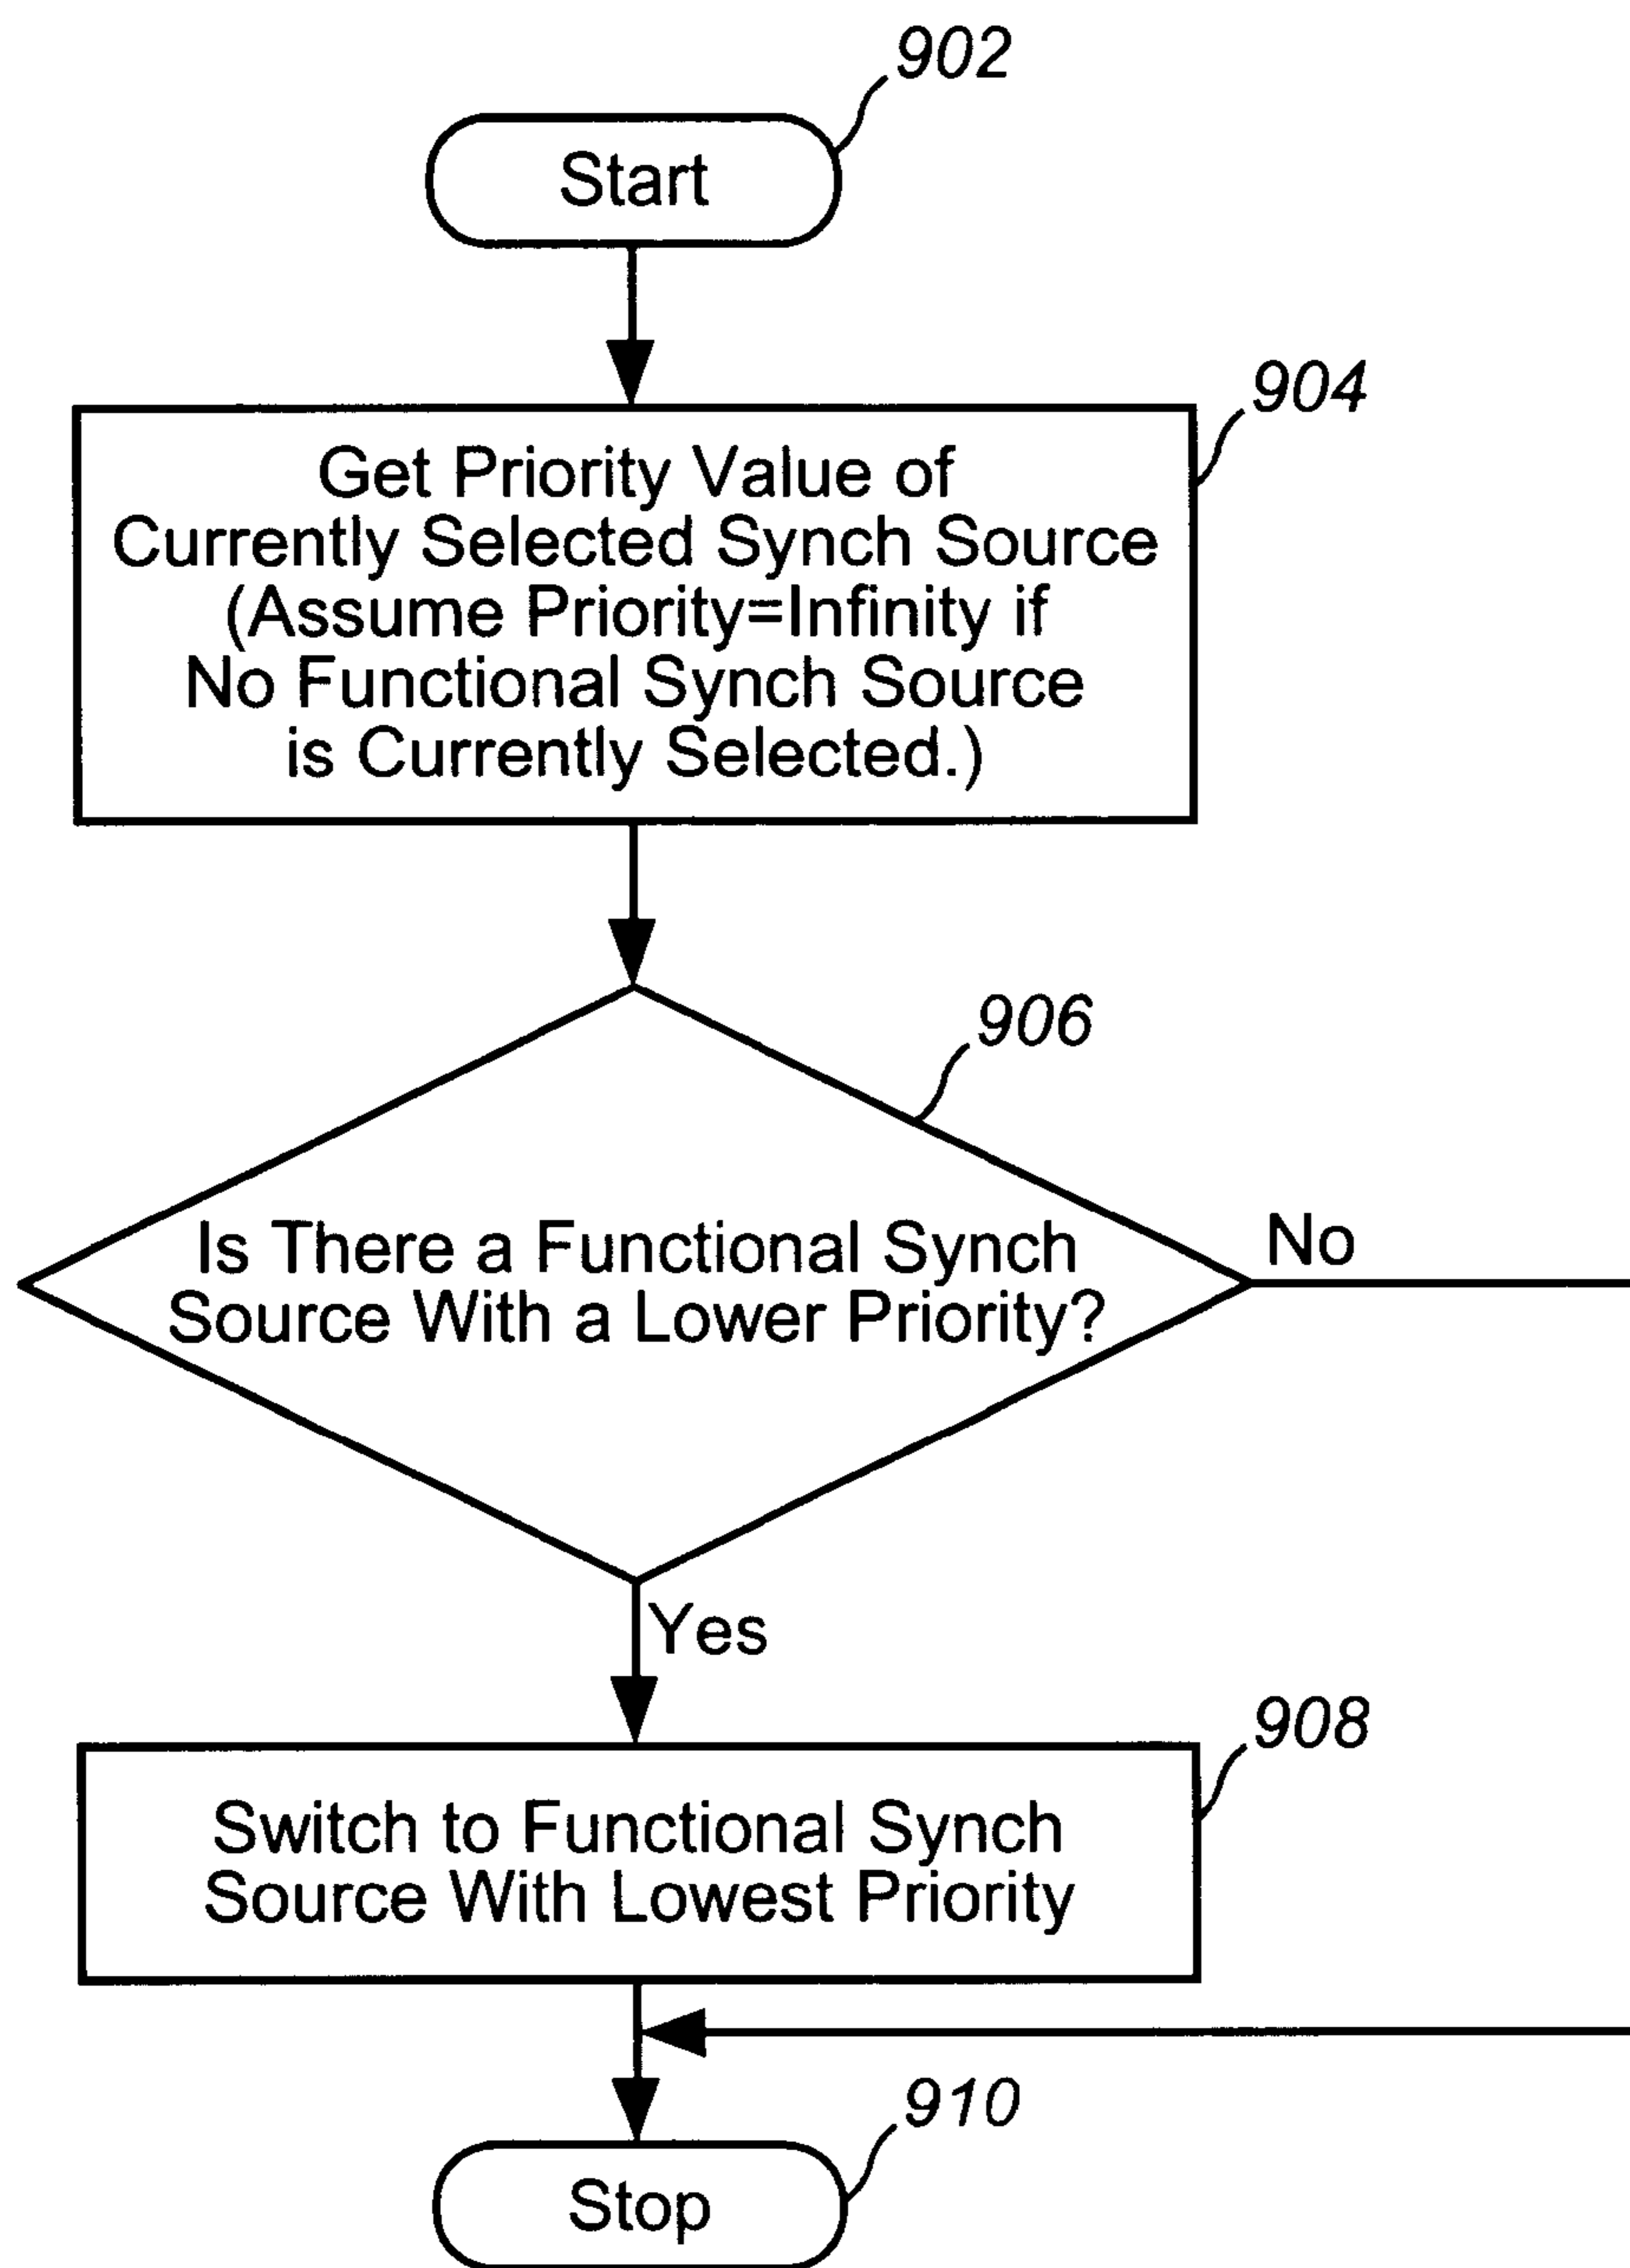 902
Start
904
Get Priority Value of
Currently Selected Synch Source
(Assume Priority=Infinity if
No Functional Synch Source
is Currently Selected.)
906
Is There a Functional Synch
Source With a Lower Priority?
No
Yes
908
Switch to Functional Synch
Source With Lowest Priority
910
Stop